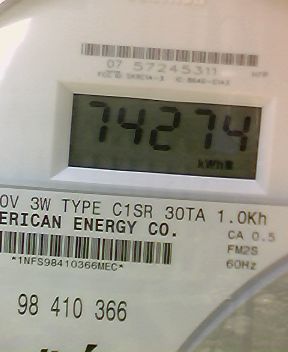 07 57245311
74274
kWh
0V 3W TYPE C1SR 30TA 1.0Kh
ERICAN ENERGY CO.
CA 0.5
FM2S
60Hz
*1NFS98410366MEC*
98 410 366